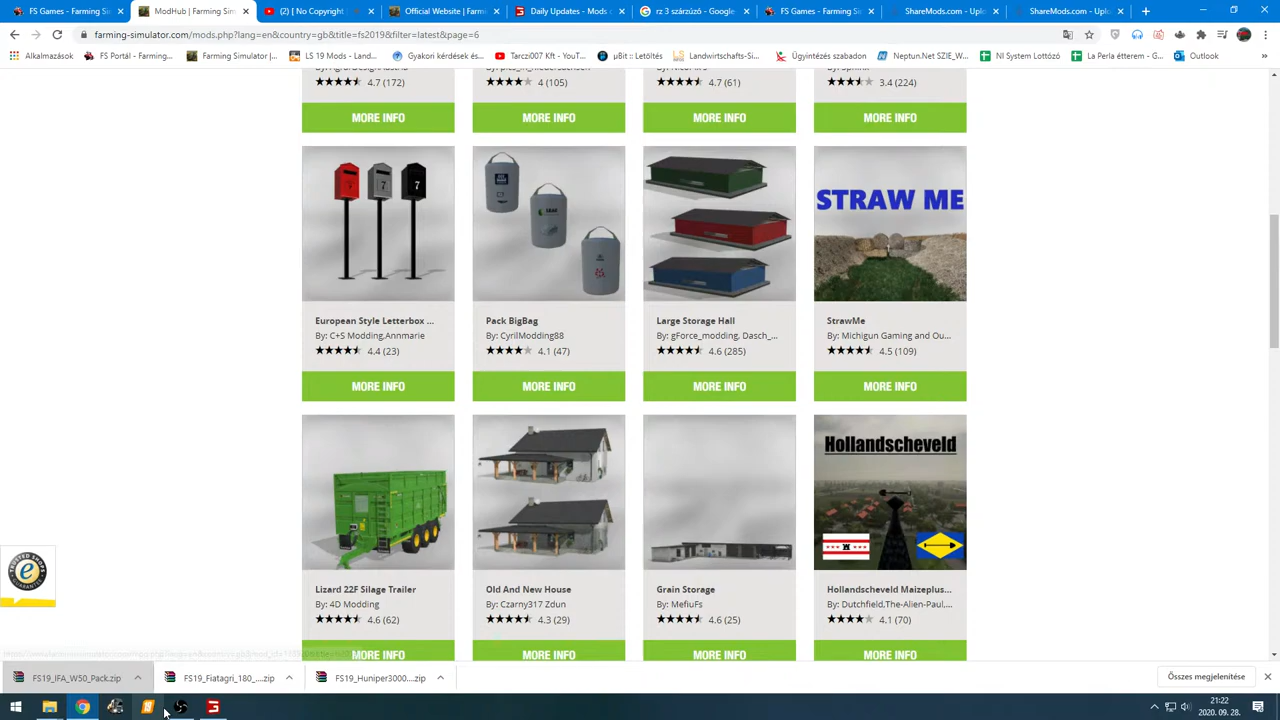 FS Games - Farming Sim
ModHub | Farming Sim
(2) [ No Copyright ]
Official Website | Farmin
Daily Updates - Mods o
rz 3 szárzúzó - Google
FS Games - Farming Sim
ShareMods.com - Uplo
ShareMods.com - Uplo
farming-simulator.com/mods.php?lang=en&country=gb&title=fs2019&filter=latest&page=6
Alkalmazások
FS Portál - Farming...
Farming Simulator |...
LS 19 Mods - Land...
Gyakori kérdések és...
Tarczi007 Kft - YouT...
µBit :: Letöltés
Landwirtschafts-Si...
Ügyintézés szabadon
Neptun.Net SZIE_W...
NI System Lottózó
La Perla étterem - G...
Outlook
»
4.7 (172)
4 (105)
4.7 (61)
3.4 (224)
MORE INFO
MORE INFO
MORE INFO
MORE INFO
7 7 7
STRAW ME
European Style Letterbox ...
Pack BigBag
Large Storage Hall
StrawMe
By: C+S Modding,Annmarie
By: CyrilModding88
By: gForce_modding, Dasch_...
By: Michigun Gaming and Ou...
4.4 (23)
4.1 (47)
4.6 (285)
4.5 (109)
MORE INFO
MORE INFO
MORE INFO
MORE INFO
Hollandscheveld
Lizard 22F Silage Trailer
Old And New House
Grain Storage
Hollandscheveld Maizeplus...
By: 4D Modding
By: Czarny317 Zdun
By: MefiuFs
By: Dutchfield,The-Alien-Paul,...
4.6 (62)
4.3 (29)
4.6 (25)
4.1 (70)
MORE INFO
MORE INFO
MORE INFO
MORE INFO
FS19_IFA_W50_Pack.zip
FS19_Fiatagri_180_....zip
FS19_Huniper3000....zip
Összes megjelenítése
21:22
2020. 09. 28.